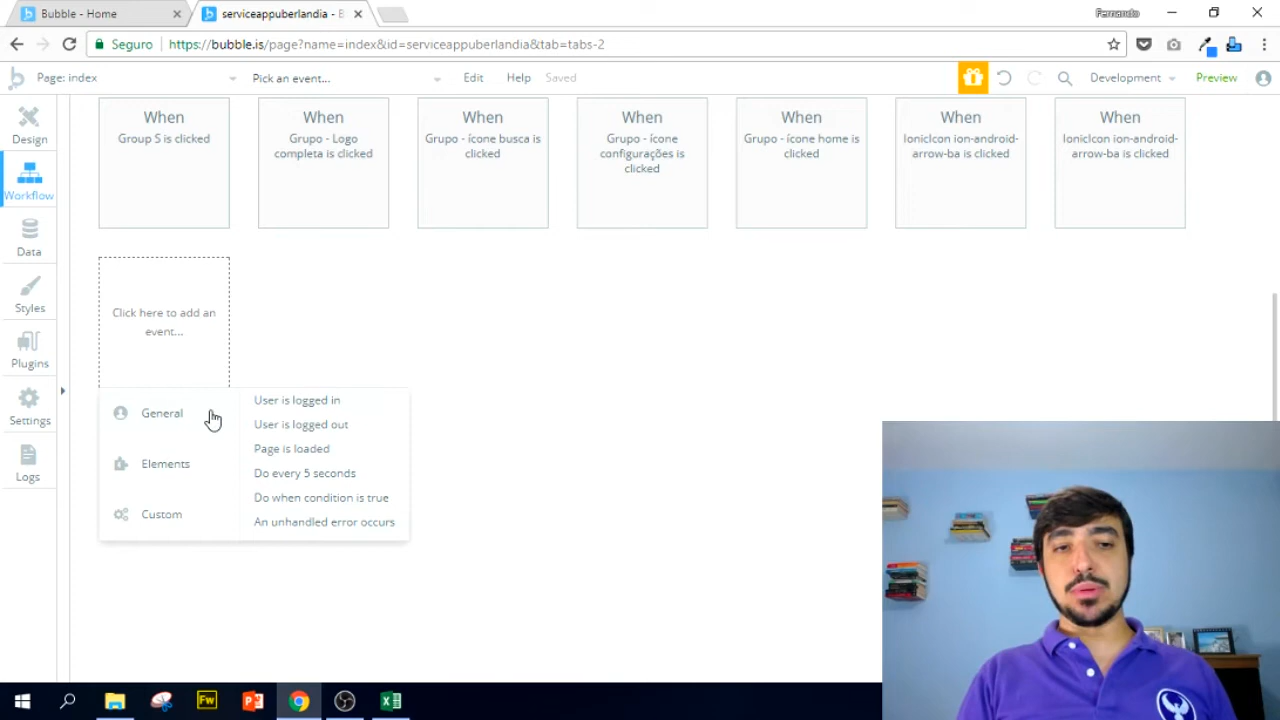 Bubble - Home
serviceappuberlandia - B
Fernando
Seguro
https://bubble.is/page?name=index&id=serviceappuberlandia&tab=tabs-2
Page: index
Pick an event...
Edit
Help
Saved
Development
Preview
Design
Workflow
Data
Styles
Plugins
Settings
Logs
When
Group S is clicked
When
Grupo - Logo
completa is clicked
When
Grupo - ícone busca is
clicked
When
Grupo - ícone
configurações is
clicked
When
Grupo - ícone home is
clicked
When
IonicIcon ion-android-
arrow-ba is clicked
When
IonicIcon ion-android-
arrow-ba is clicked
Click here to add an
event...
General
Elements
Custom
User is logged in
User is logged out
Page is loaded
Do every 5 seconds
Do when condition is true
An unhandled error occurs
Fw